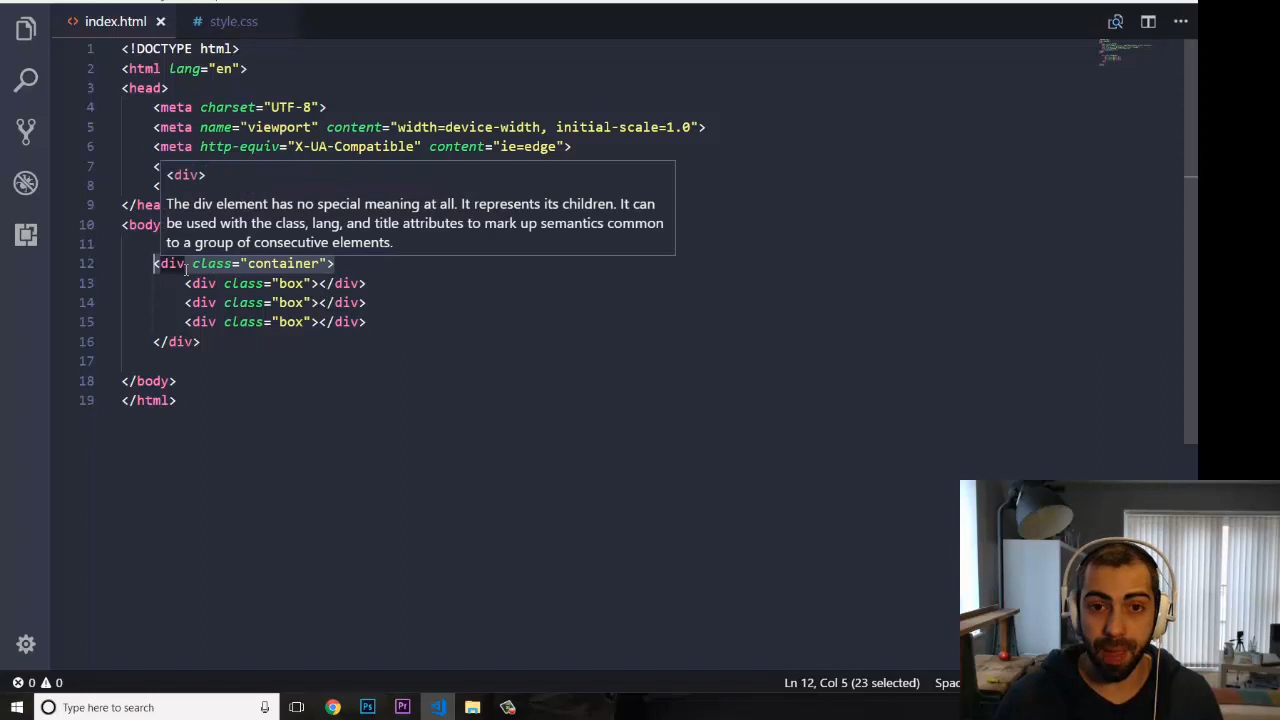 index.html
style.css
1 <!DOCTYPE html>
2 <html lang="en">
3 <head>
4 <meta charset="UTF-8">
5 <meta name="viewport" content="width=device-width, initial-scale=1.0">
6 <meta http-equiv="X-UA-Compatible" content="ie=edge">
7 <
8 <
9 </hea
10 <body
11
12 <div class="container">
13 <div class="box"></div>
14 <div class="box"></div>
15 <div class="box"></div>
16 </div>
17
18 </body>
19 </html>
<div>
The div element has no special meaning at all. It represents its children. It can
be used with the class, lang, and title attributes to mark up semantics common
to a group of consecutive elements.
0 0
Ln 12, Col 5 (23 selected)
Spac
Type here to search
Ps
Pr